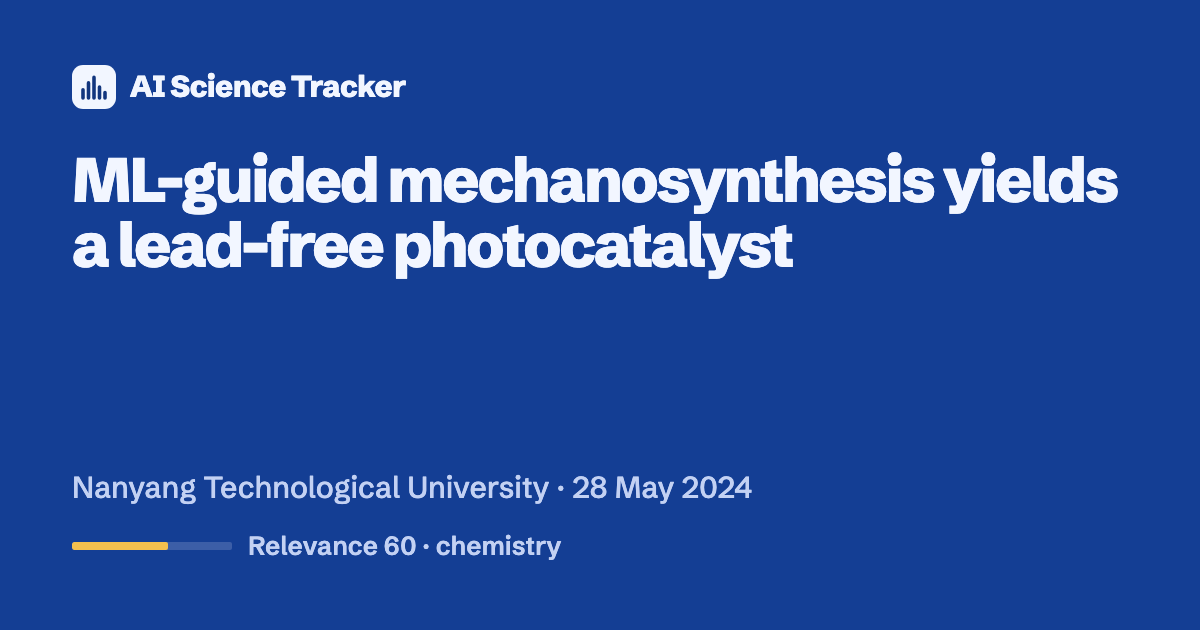 AI Science Tracker
ML-guided mechanosynthesis yields
a lead-free photocatalyst
Nanyang Technological University · 28 May 2024
Relevance 60 · chemistry